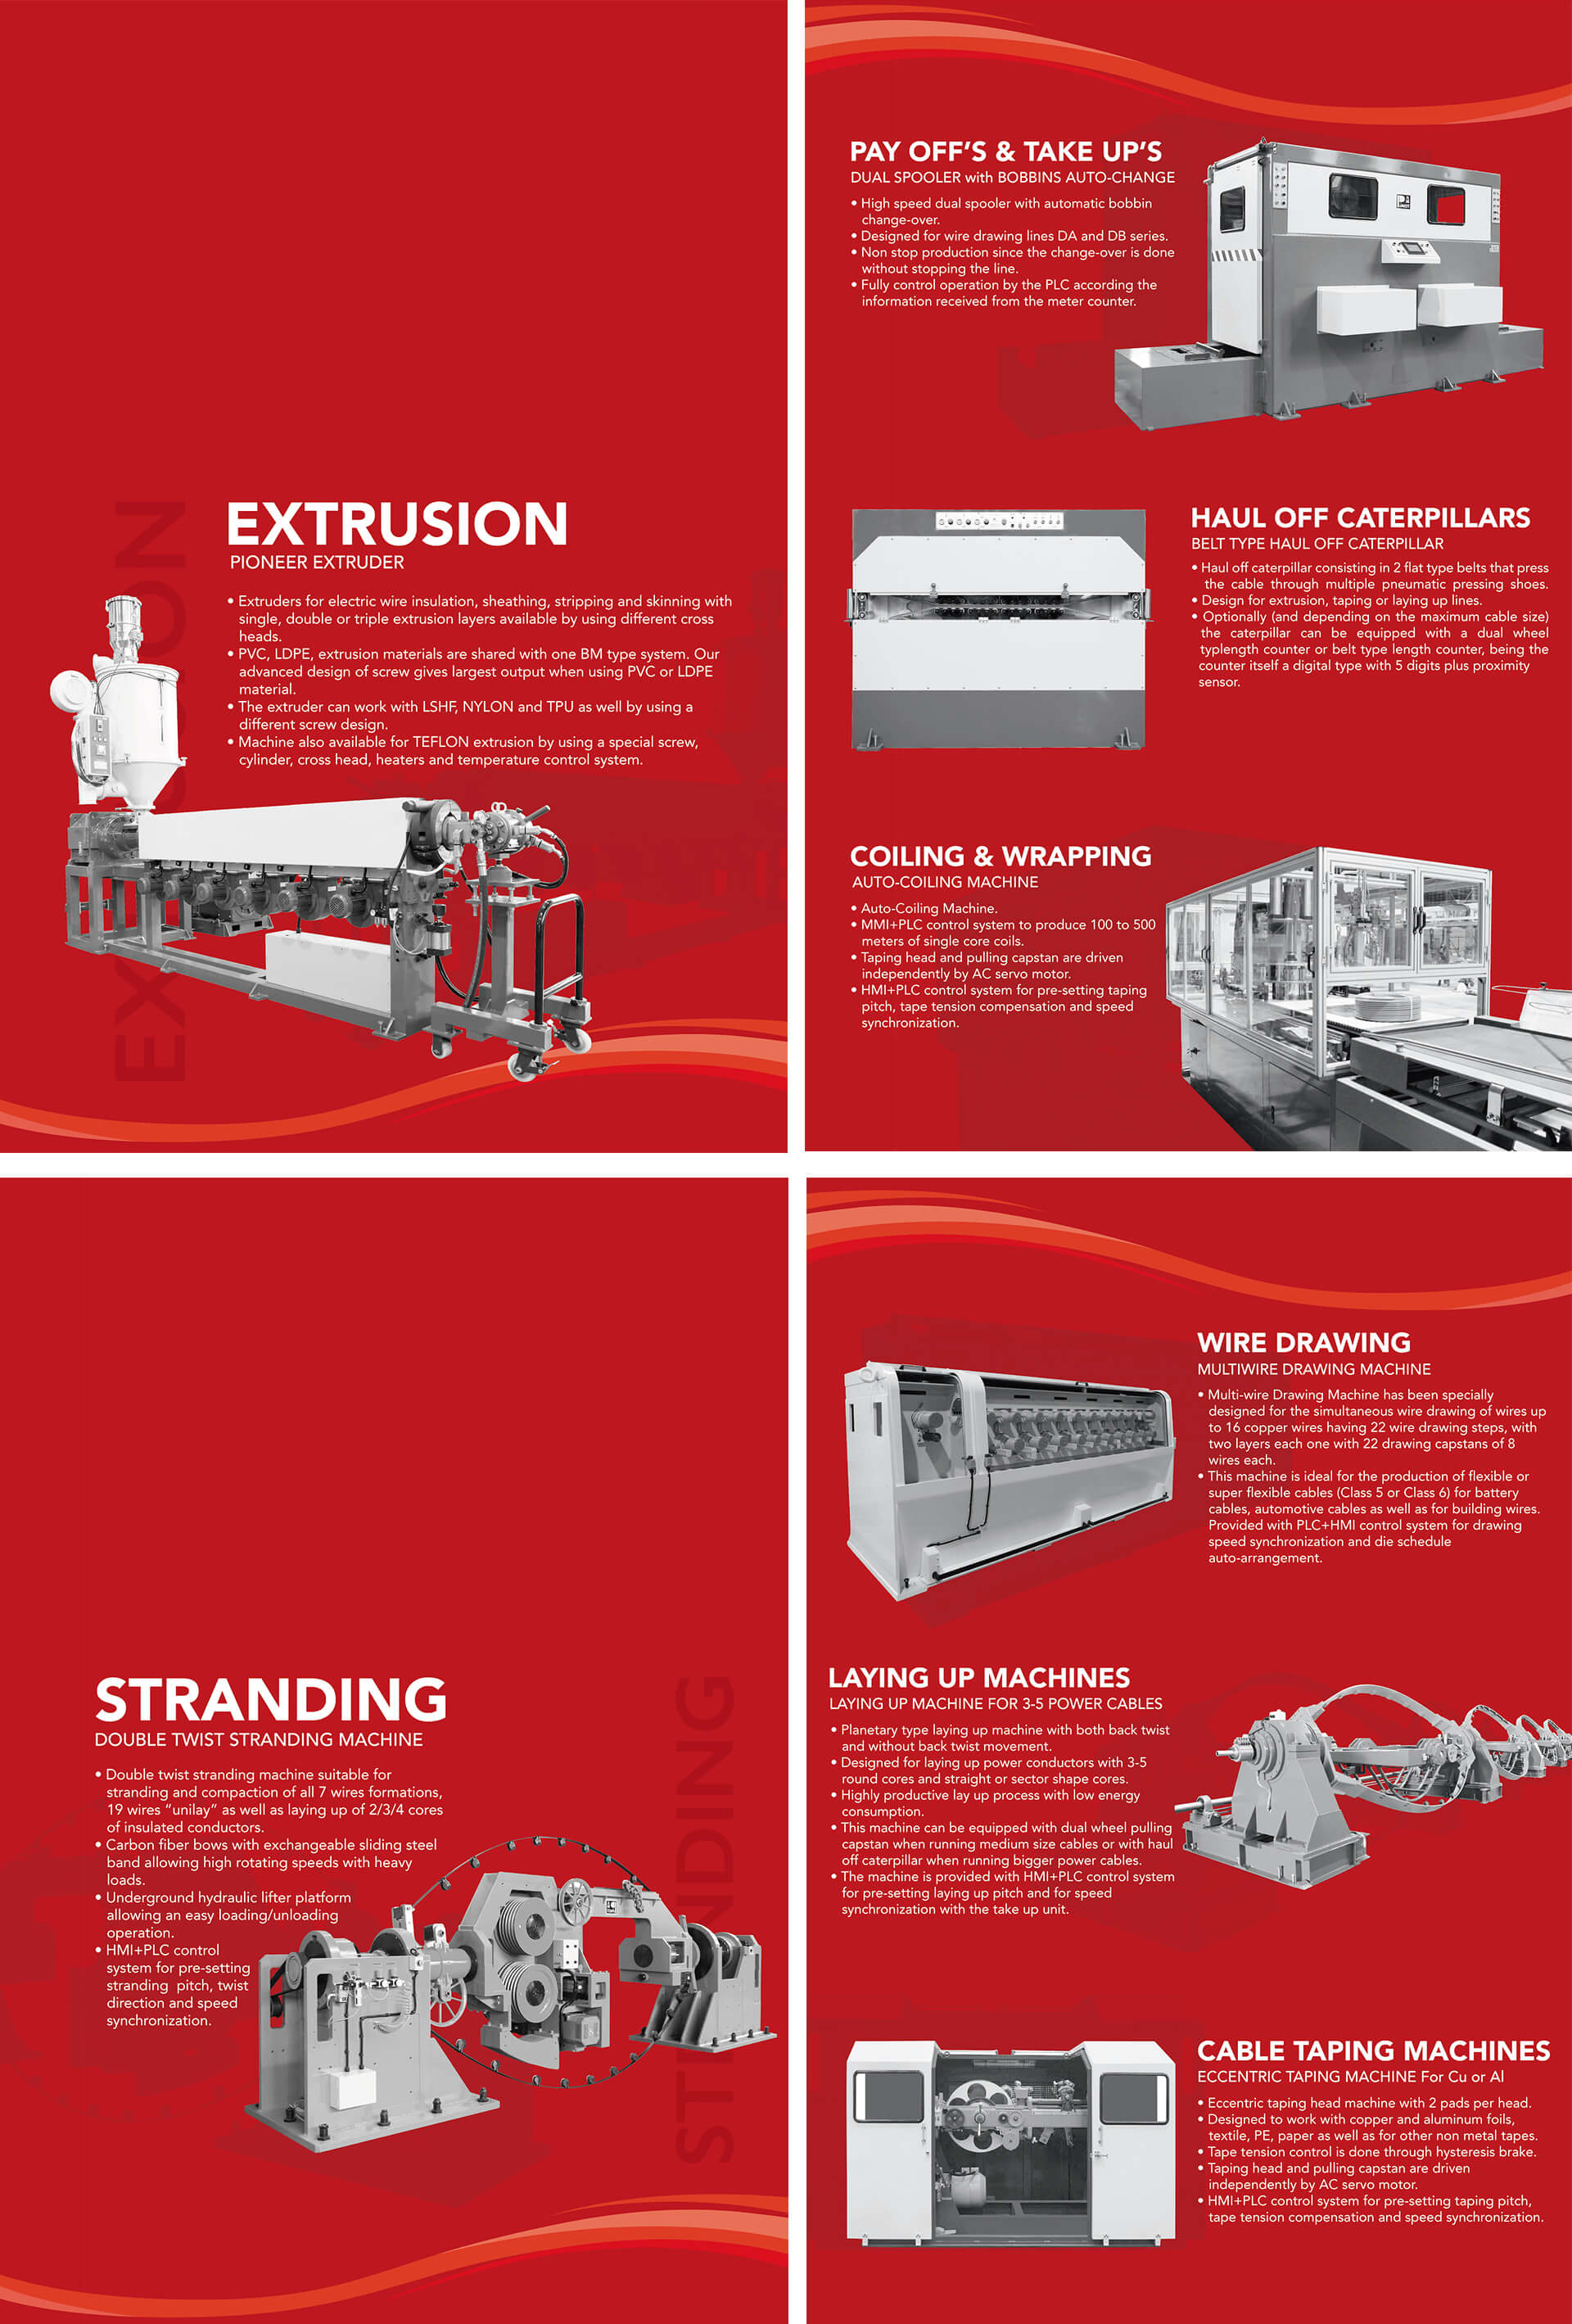 EXTRUSION
EXTRUSION
PIONEER EXTRUDER
• Extruders for electric wire insulation, sheathing, stripping and skinning with
single, double or triple extrusion layers available by using different cross
heads.
• PVC, LDPE, extrusion materials are shared with one BM type system. Our
advanced design of screw gives largest output when using PVC or LDPE
material.
• The extruder can work with LSHF, NYLON and TPU as well by using a
different screw design.
• Machine also available for TEFLON extrusion by using a special screw,
cylinder, cross head, heaters and temperature control system.
PAY OFF'S & TAKE UP'S
DUAL SPOOLER with BOBBINS AUTO-CHANGE
• High speed dual spooler with automatic bobbin
change-over.
• Designed for wire drawing lines DA and DB series.
• Non stop production since the change-over is done
without stopping the line.
• Fully control operation by the PLC according the
information received from the meter counter.
HAUL OFF CATERPILLARS
BELT TYPE HAUL OFF CATERPILLAR
• Haul off caterpillar consisting in 2 flat type belts that press
the cable through multiple pneumatic pressing shoes.
• Design for extrusion, taping or laying up lines.
• Optionally (and depending on the maximum cable size)
the caterpillar can be equipped with a dual wheel
typlength counter or belt type length counter, being the
counter itself a digital type with 5 digits plus proximity
sensor.
COILING & WRAPPING
AUTO-COILING MACHINE
• Auto-Coiling Machine.
• MMI+PLC control system to produce 100 to 500
meters of single core coils.
• Taping head and pulling capstan are driven
independently by AC servo motor.
• HMI+PLC control system for pre-setting taping
pitch, tape tension compensation and speed
synchronization.
STRANDING
STRANDING
DOUBLE TWIST STRANDING MACHINE
• Double twist stranding machine suitable for
stranding and compaction of all 7 wires formations,
19 wires "unilay" as well as laying up of 2/3/4 cores
of insulated conductors.
• Carbon fiber bows with exchangeable sliding steel
band allowing high rotating speeds with heavy
loads.
• Underground hydraulic lifter platform
allowing an easy loading/unloading
operation.
• HMI+PLC control
system for pre-setting
stranding pitch, twist
direction and speed
synchronization.
WIRE DRAWING
MULTIWIRE DRAWING MACHINE
• Multi-wire Drawing Machine has been specially
designed for the simultaneous wire drawing of wires up
to 16 copper wires having 22 wire drawing steps, with
two layers each one with 22 drawing capstans of 8
wires each.
• This machine is ideal for the production of flexible or
super flexible cables (Class 5 or Class 6) for battery
cables, automotive cables as well as for building wires.
Provided with PLC+HMI control system for drawing
speed synchronization and die schedule
auto-arrangement.
LAYING UP MACHINES
LAYING UP MACHINE FOR 3-5 POWER CABLES
• Planetary type laying up machine with both back twist
and without back twist movement.
• Designed for laying up power conductors with 3-5
round cores and straight or sector shape cores.
• Highly productive lay up process with low energy
consumption.
• This machine can be equipped with dual wheel pulling
capstan when running medium size cables or with haul
off caterpillar when running bigger power cables.
• The machine is provided with HMI+PLC control system
for pre-setting laying up pitch and for speed
synchronization with the take up unit.
CABLE TAPING MACHINES
ECCENTRIC TAPING MACHINE For Cu or Al
• Eccentric taping head machine with 2 pads per head.
• Designed to work with copper and aluminum foils,
textile, PE, paper as well as for other non metal tapes.
• Tape tension control is done through hysteresis brake.
• Taping head and pulling capstan are driven
independently by AC servo motor.
• HMI+PLC control system for pre-setting taping pitch,
tape tension compensation and speed synchronization.